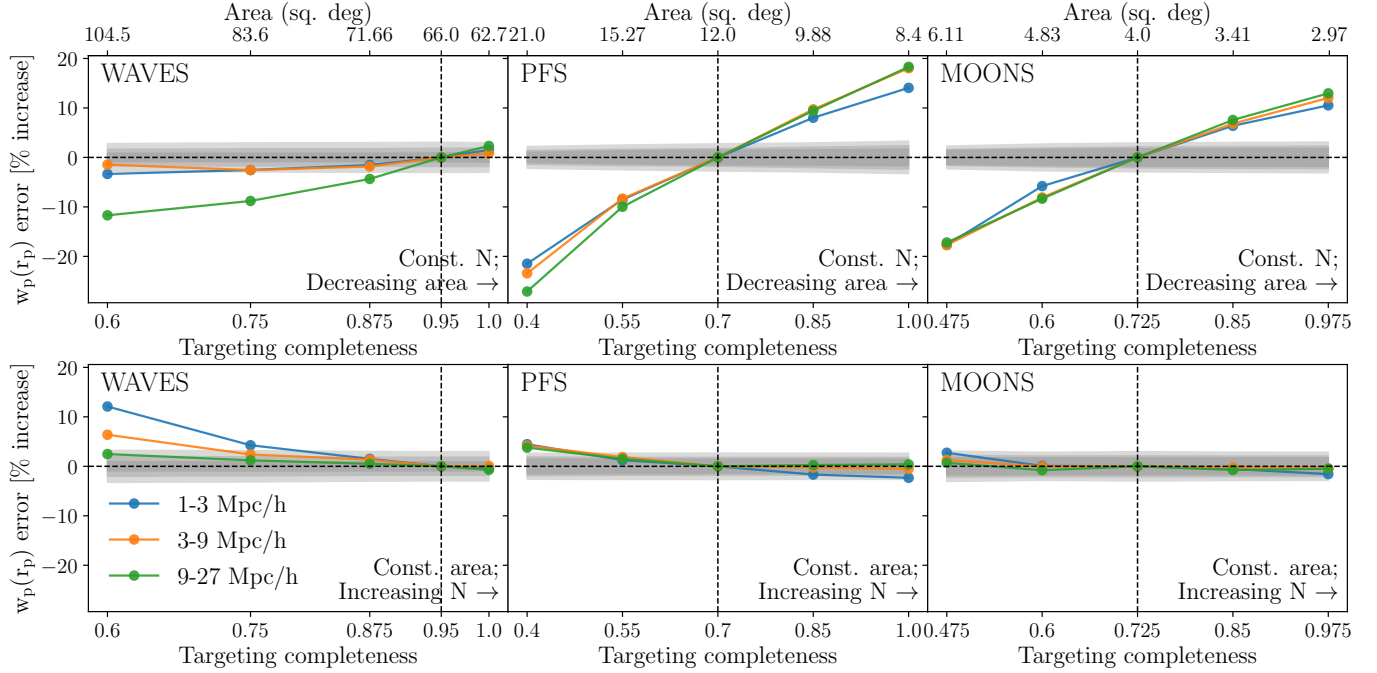 Area (sq. deg) Area (sq. deg) Area (sq. deg)
104.5 83.6 71.66 66.0 62.7 21.0 15.27 12.0 9.88 8.4 6.11 4.83 4.0 3.41 2.97
WAVES PFS MOONS
20
10
0
−10
−20
wp(rp) error [% increase]
Const. N; Const. N; Const. N;
Decreasing area → Decreasing area → Decreasing area →
0.6 0.75 0.875 0.95 1.0 0.4 0.55 0.7 0.85 1.0 0.475 0.6 0.725 0.85 0.975
Targeting completeness Targeting completeness Targeting completeness
WAVES PFS MOONS
20
10
0
−10
−20
wp(rp) error [% increase]
1-3 Mpc/h
3-9 Mpc/h
9-27 Mpc/h
Const. area; Const. area; Const. area;
Increasing N → Increasing N → Increasing N →
0.6 0.75 0.875 0.95 1.0 0.4 0.55 0.7 0.85 1.0 0.475 0.6 0.725 0.85 0.975
Targeting completeness Targeting completeness Targeting completeness